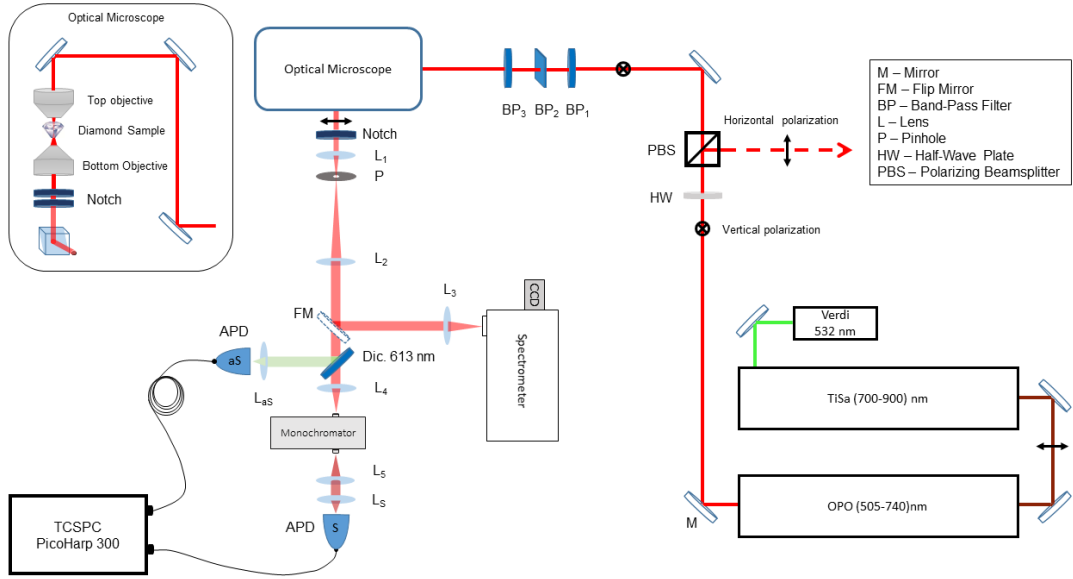 Optical Microscope
Top objective
Diamond Sample
Bottom Objective
Notch
Optical Microscope
BP3
BP2
BP1
Notch
L1
P
L2
FM
L3
CCD
Spectrometer
APD
aS
LaS
Dic. 613 nm
L4
Monochromator
L5
LS
APD
S
TCSPC
PicoHarp 300
PBS
Horizontal polarization
HW
Vertical polarization
M
Verdi
532 nm
TiSa (700-900) nm
OPO (505-740)nm
M – Mirror
FM – Flip Mirror
BP – Band-Pass Filter
L – Lens
P – Pinhole
HW – Half-Wave Plate
PBS – Polarizing Beamsplitter